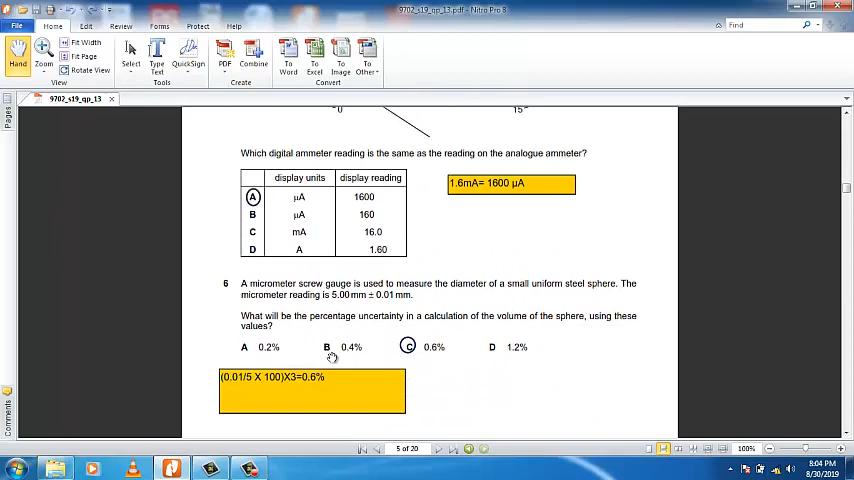 9702_s19_qp_13.pdf - Nitro Pro 8
File
Home
Edit
Review
Forms
Protect
Help
Find
Hand
Zoom
Fit Width
Fit Page
Rotate View
View
Select
Type Text
QuickSign
Tools
PDF
Combine
Create
To Word
To Excel
To Image
To Other
Convert
9702_s19_qp_13
Pages
Comments
0 15
Which digital ammeter reading is the same as the reading on the analogue ammeter?
display units display reading
A µA 1600
B µA 160
C mA 16.0
D A 1.60
1.6mA= 1600 µA
6 A micrometer screw gauge is used to measure the diameter of a small uniform steel sphere. The
micrometer reading is 5.00 mm ± 0.01 mm.
What will be the percentage uncertainty in a calculation of the volume of the sphere, using these
values?
A 0.2% B 0.4% C 0.6% D 1.2%
(0.01/5 X 100)X3=0.6%
5 of 20
100%
8:04 PM
8/30/2019